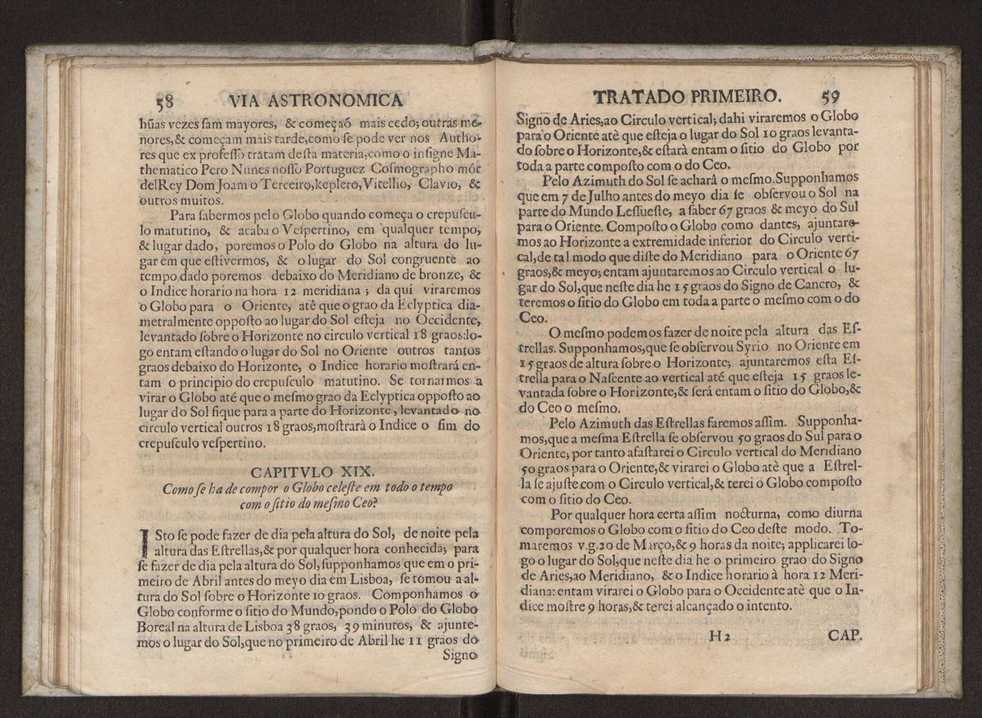 58 VIA ASTRONOMICA
hũas vezes sam mayores, & começaõ mais cedo; outras me-
nores, & começam mais tarde, como se pode ver nos Autho-
res que ex professo tratam desta materia, como o insigne Ma-
thematico Pero Nunes nosso Portuguez Cosmographo mòr
delRey Dom Joam o Terceiro, keplero, Vitellio, Clavio, &
outros muitos.
Para sabermos pelo Globo quando começa o crepuscu-
lo matutino, & acaba o Vespertino, em qualquer tempo,
& lugar dado, poremos o Polo do Globo na altura do lu-
gar em que estivermos, & o lugar do Sol congruente ao
tempo dado poremos debaixo do Meridiano de bronze, &
o Indice horario na hora 12 meridiana ; da qui viraremos
o Globo para o Oriente, atè que o grao da Eclyptica dia-
metralmente opposto ao lugar do Sol esteja no Occidente,
levantado sobre o Horizonte no circulo vertical 18 graos:lo-
go entam estando o lugar do Sol no Oriente outros tantos
graos debaixo do Horizonte, o Indice horario mostrarà en-
tam o principio do crepusculo matutino. Se tornarmos a
virar o Globo atè que o mesmo grao da Eclyptica opposto ao
lugar do Sol fique para a parte do Horizonte, levantado no
circulo vertical outros 18 graos, mostrarà o Indice o fim do
crepusculo vespertino.
CAPITVLO XIX.
Como se ha de compor o Globo celeste em todo o tempo
com o sitio do mesmo Ceo?
ISto se pode fazer de dia pela altura do Sol, de noite pela
altura das Estrellas, & por qualquer hora conhecida; para
se fazer de dia pela altura do Sol, supponhamos que em o pri-
meiro de Abril antes do meyo dia em Lisboa, se tomou a al-
tura do Sol sobre o Horizonte 10 graos. Componhamos o
Globo conforme o sitio do Mundo, pondo o Polo do Globo
Boreal na altura de Lisboa 38 graos, 39 minutos, & ajunte-
mos o lugar do Sol, que no primeiro de Abril he 11 graos do
Signo
TRATADO PRIMEIRO. 59
Signo de Aries, ao Circulo vertical; dahi viraremos o Globo
para o Oriente atè que esteja o lugar do Sol 10 graos levanta-
do sobre o Horizonte, & estarà entam o sitio do Globo por
toda a parte composto com o do Ceo.
Pelo Azimuth do Sol se acharà o mesmo. Supponhamos
que em 7 de Julho antes do meyo dia se observou o Sol na
parte do Mundo Lessueste, a saber 67 graos & meyo do Sul
para o Oriente. Composto o Globo como dantes, ajuntare-
mos ao Horizonte a extremidade inferior do Circulo verti-
cal, de tal modo que diste do Meridiano para o Oriente 67
graos, & meyo; entam ajuntaremos ao Circulo vertical o lu-
gar do Sol, que neste dia he 15 graos do Signo de Cancro, &
teremos o sitio do Globo em toda a parte o mesmo com o do
Ceo.
O mesmo podemos fazer de noite pela altura das Es-
trellas. Supponhamos, que se observou Syrio no Oriente em
15 graos de altura sobre o Horizonte, ajuntaremos esta Es-
trella para o Nascente ao vertical atè que esteja 15 graos le-
vantada sobre o Horizonte, & serà entam o sitio do Globo, &
do Ceo o mesmo.
Pelo Azimuth das Estrellas faremos assim. Supponha-
mos, que a mesma Estrella se observou 50 graos do Sul para o
Oriente; por tanto afastarei o Circulo vertical do Meridiano
50 graos para o Oriente, & virarei o Globo atè que a Estrel-
la se ajuste com o Circulo vertical, & terei o Globo composto
com o sitio do Ceo.
Por qualquer hora certa assim nocturna, como diurna
comporemos o Globo com o sitio do Ceo deste modo. To-
maremos v.g. 20 de Março, & 9 horas da noite; applicarei lo-
go o lugar do Sol, que neste dia he o primeiro grao do Signo
de Aries, ao Meridiano, & o Indice horario à hora 12 Meri-
diana: entam virarei o Globo para o Occidente atè que o In-
dice mostre 9 horas, & terei alcançado o intento.
H2 CAP.